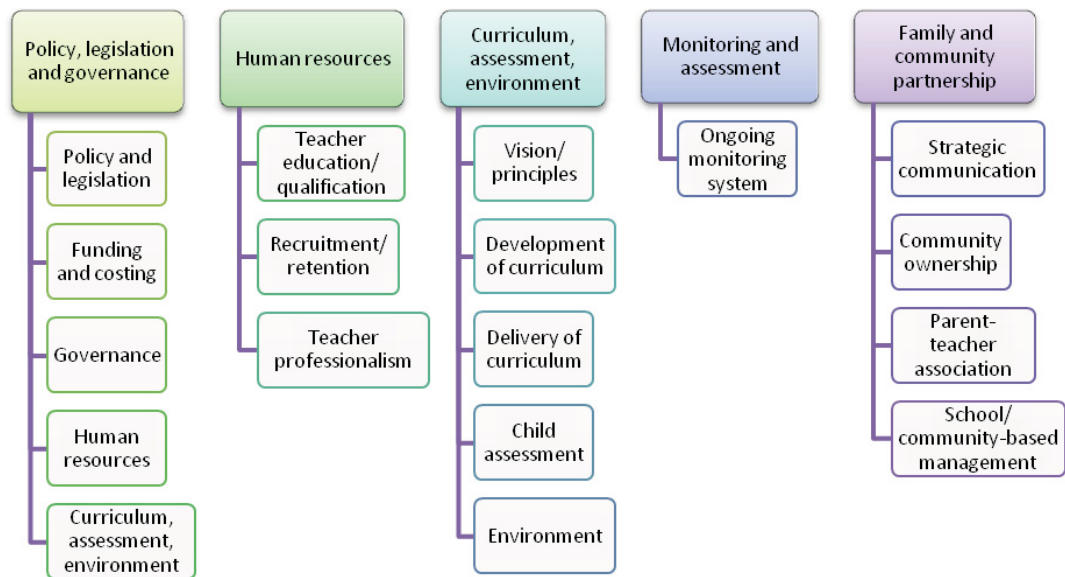 Policy, legislation
and governance
Policy and
legislation
Funding
and costing
Governance
Human
resources
Curriculum,
assessment,
environment
Human resources
Teacher
education/
qualification
Recruitment/
retention
Teacher
professionalism
Curriculum,
assessment,
environment
Vision/
principles
Development
of curriculum
Delivery of
curriculum
Child
assessment
Environment
Monitoring and
assessment
Ongoing
monitoring
system
Family and
community
partnership
Strategic
communication
Community
ownership
Parent-
teacher
association
School/
community-based
management